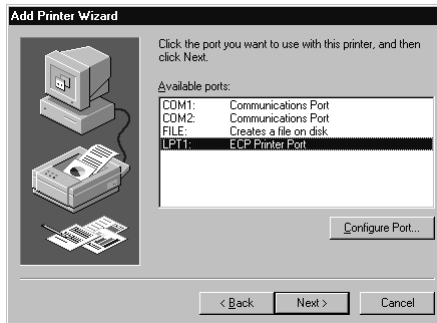 Add Printer Wizard
Click the port you want to use with this printer, and then
click Next.
Available ports:
COM1: Communications Port
COM2: Communications Port
FILE: Creates a file on disk
LPT1: ECP Printer Port
Configure Port...
< Back Next > Cancel